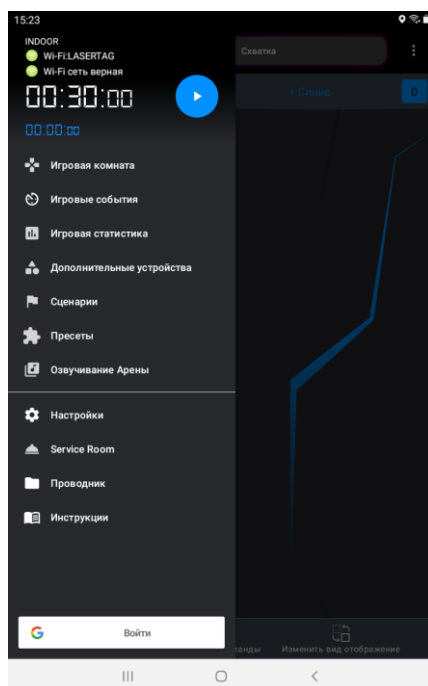 15:23
INDOOR
Wi-Fi:LASERTAG
Wi-Fi сеть верная
00:30:00
00:00:00
Игровая комната
Игровые события
Игровая статистика
Дополнительные устройства
Сценарии
Пресеты
Озвучивание Арены
Настройки
Service Room
Проводник
Инструкции
G
Войти
Схватка
+ Синие
0
Изменить вид отображение